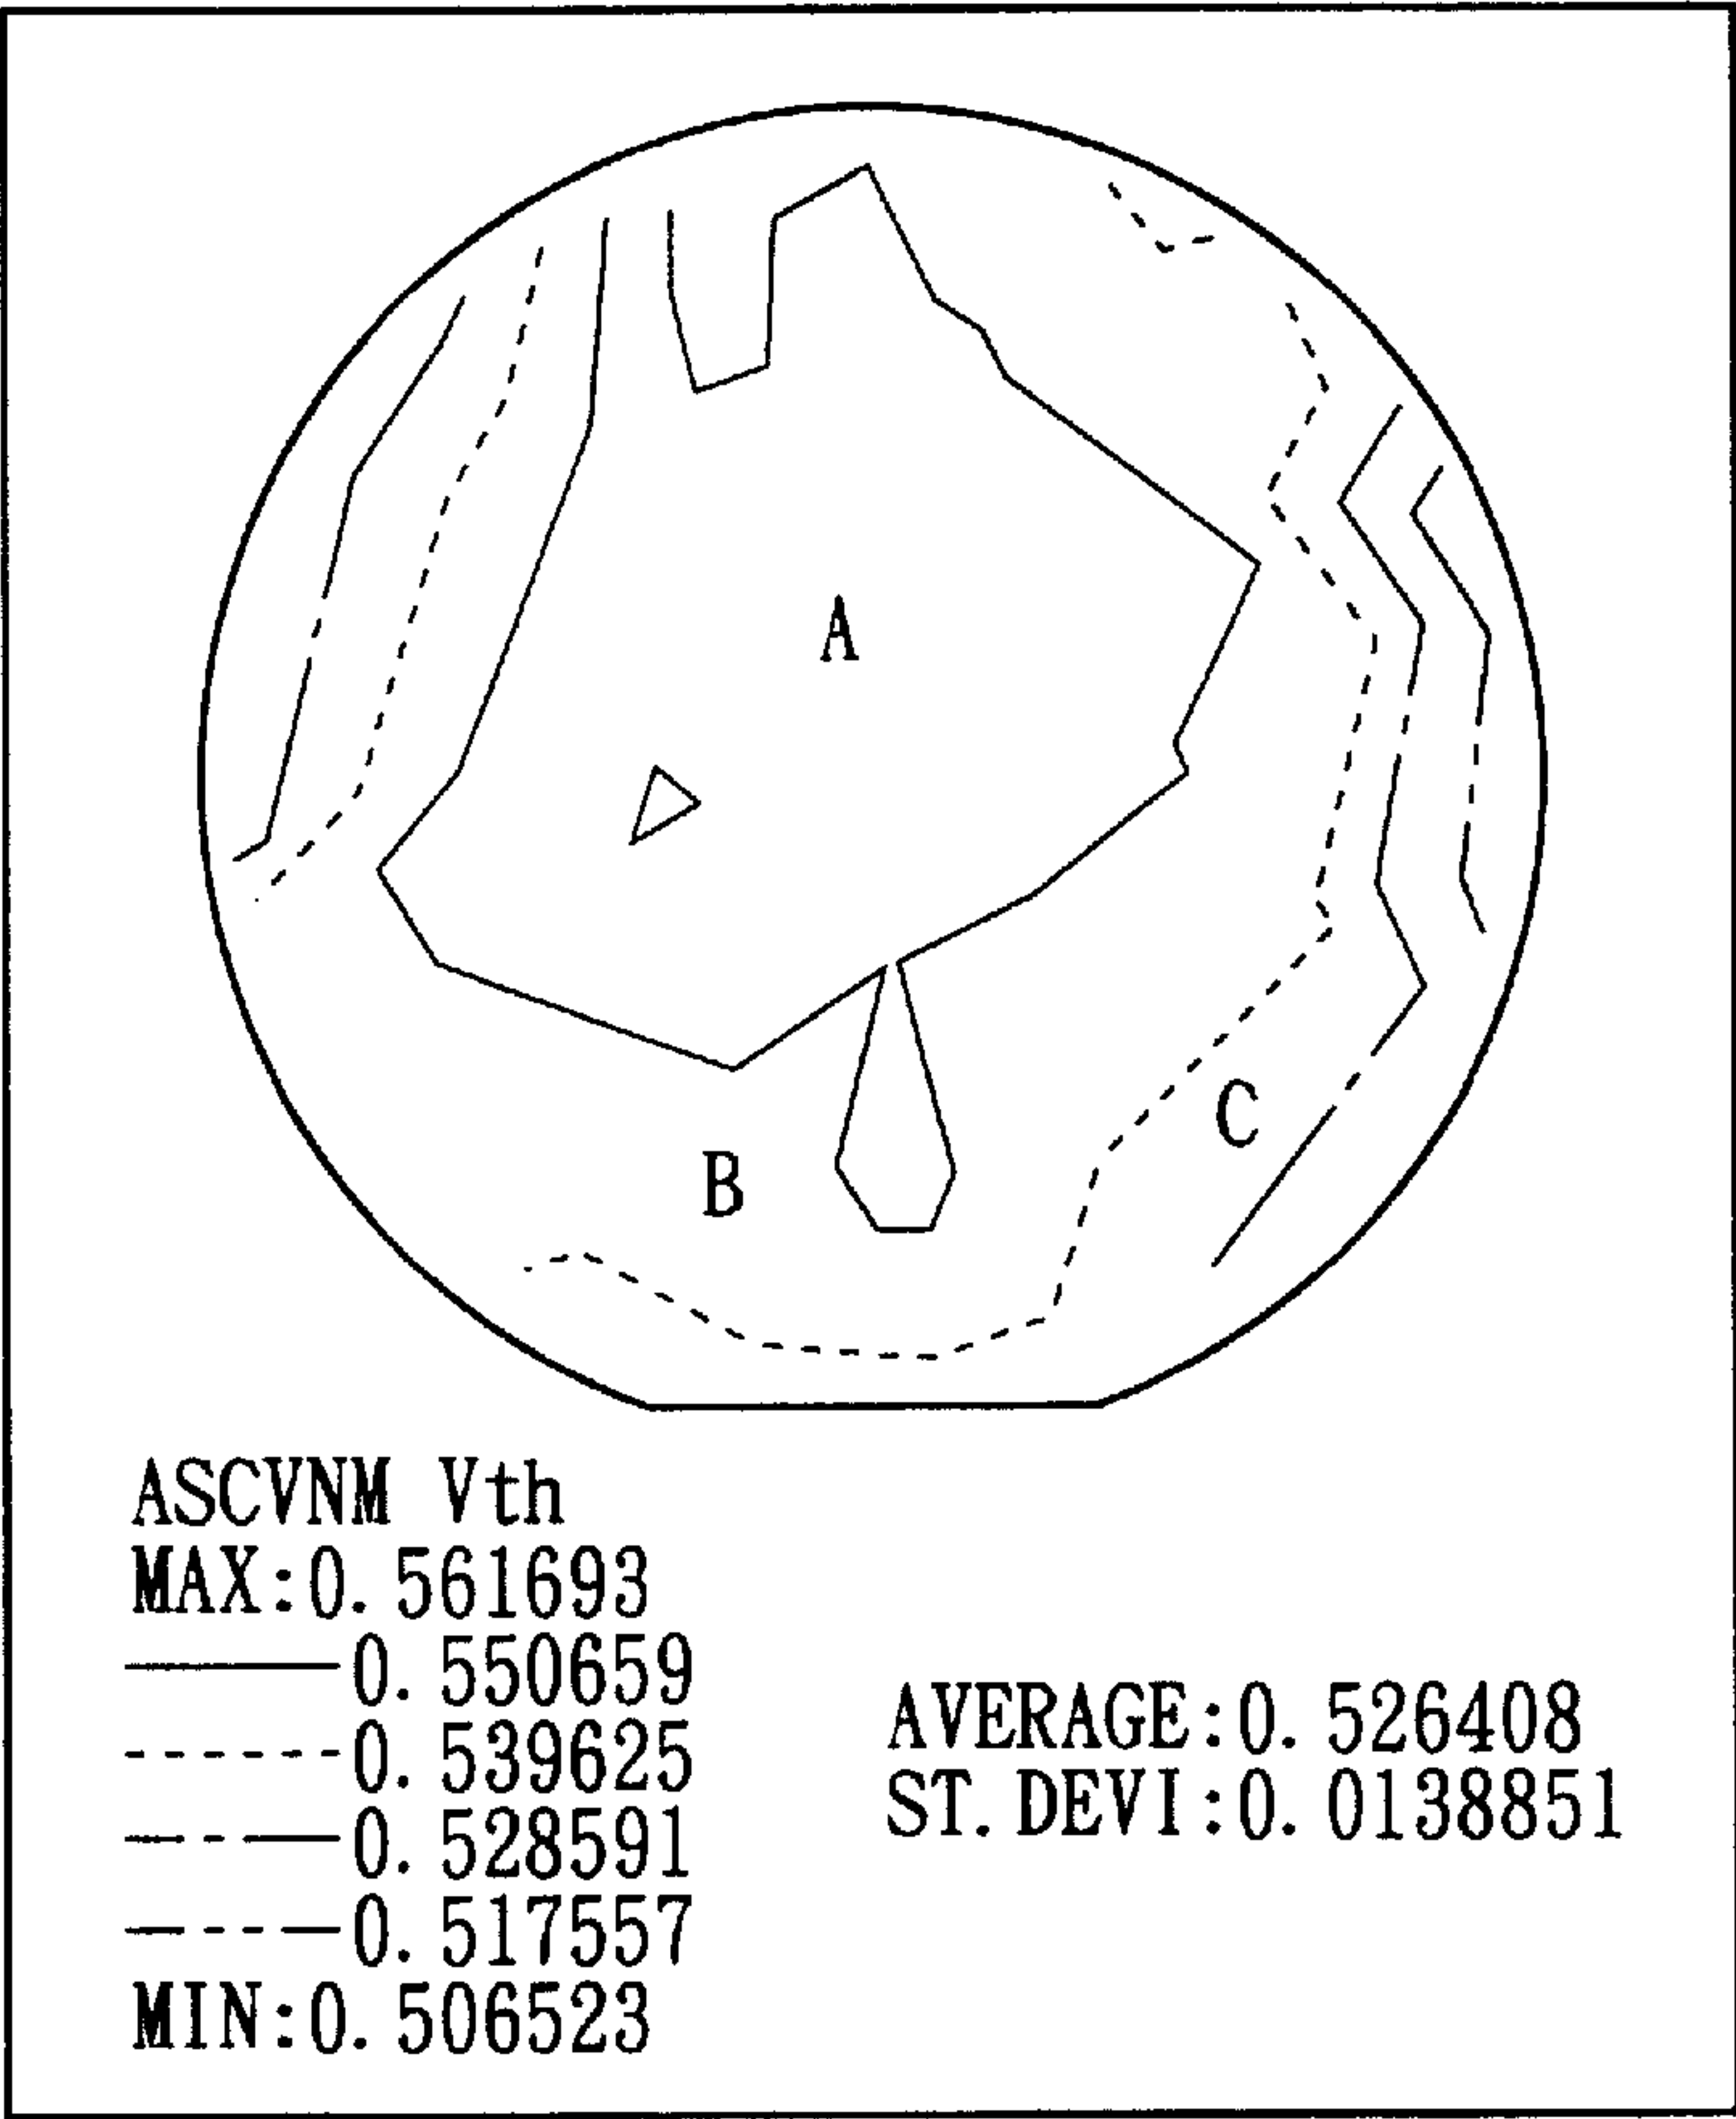 A
B
C
ASCVNM Vth
MAX:0.561693
0.550659
0.539625
0.528591
0.517557
MIN:0.506523
AVERAGE:0.526408
ST.DEVI:0.0138851